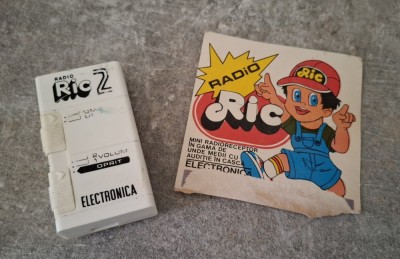 RADIO
Ric 2
VOLUM
OPRIT
ELECTRONICA
RADIO
Ric
Ric
MINI RADIORECEPTOR
ÎN GAMA DE
UNDE MEDII CU
AUDIȚIE ÎN CASCĂ
ELECTRONICA